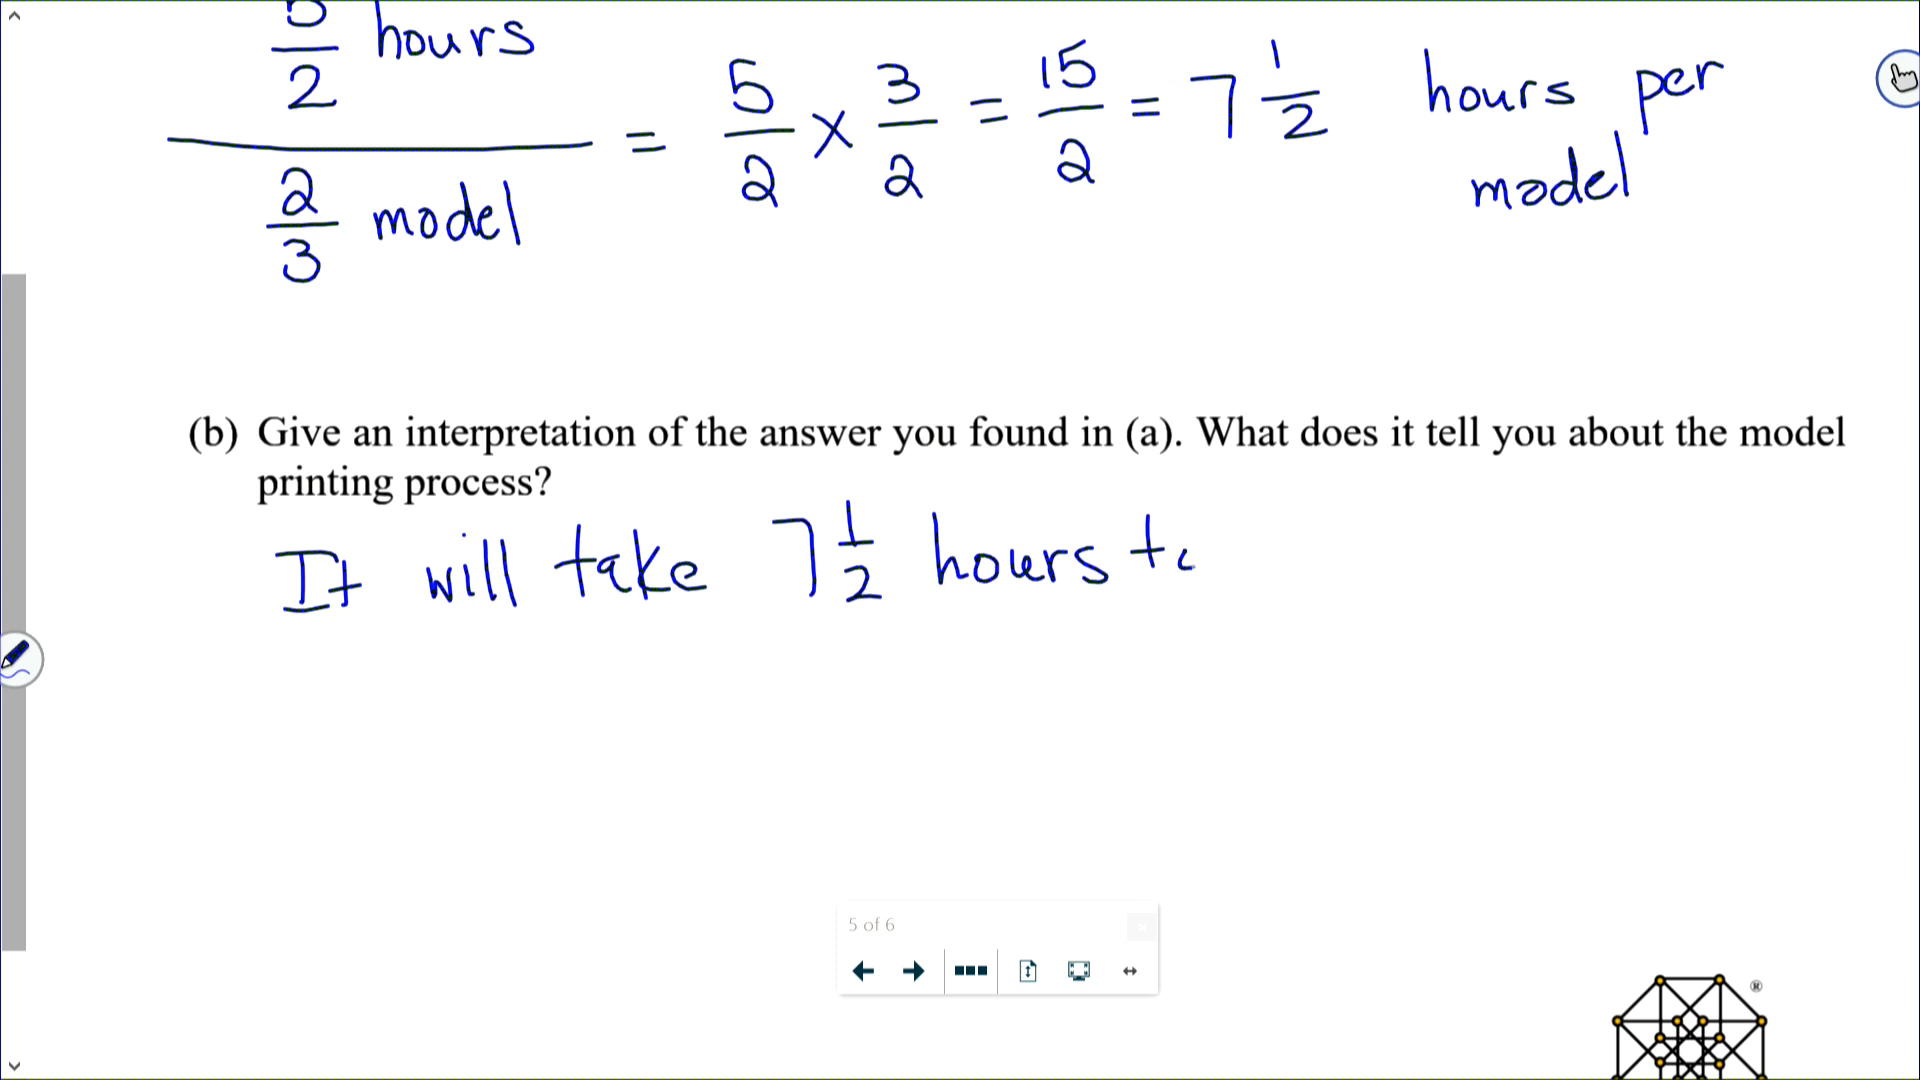 5/2 hours
2/3 model
= 5/2 × 3/2 = 15/2 = 7 1/2 hours per
model
(b) Give an interpretation of the answer you found in (a). What does it tell you about the model
printing process?
It will take 7 1/2 hours to
5 of 6
®